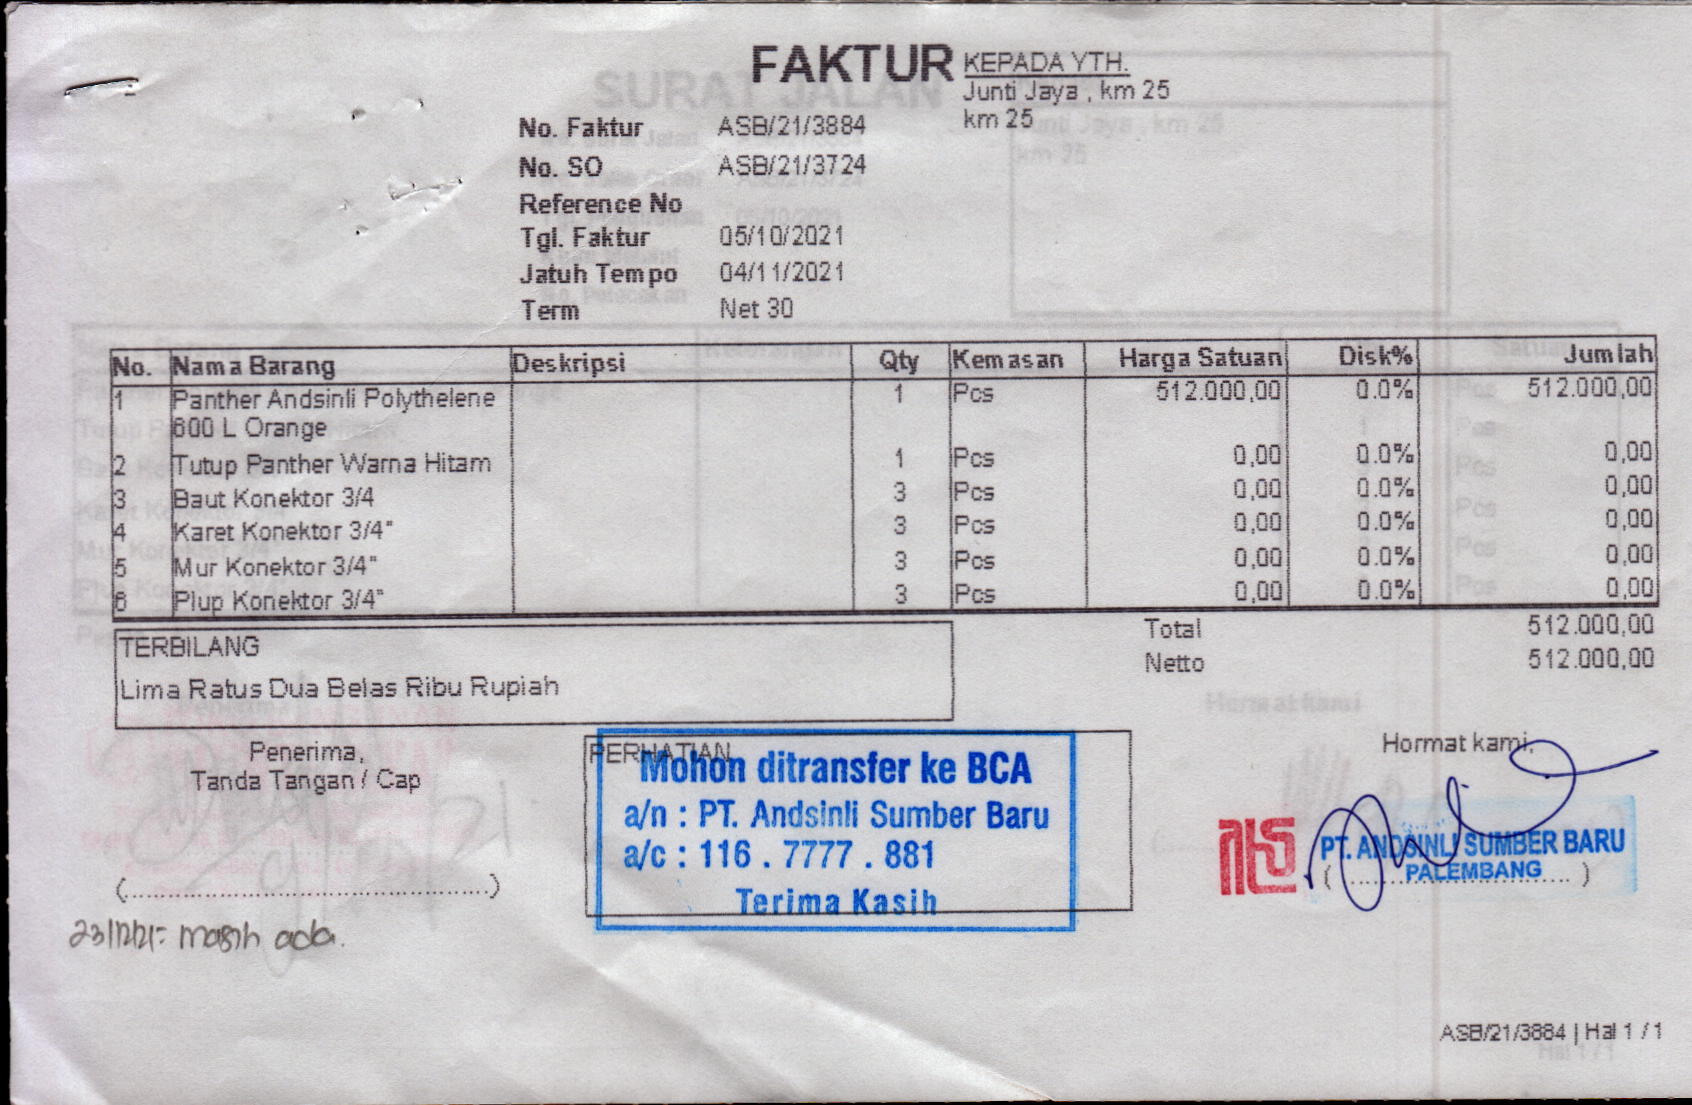 FAKTUR
KEPADA YTH.
Junti Jaya , km 25
km 25
No. Faktur ASB/21/3884
No. SO ASB/21/3724
Reference No
Tgl. Faktur 05/10/2021
Jatuh Tempo 04/11/2021
Term Net 30
No. Nama Barang Deskripsi Qty Kemasan Harga Satuan Disk% Jumlah
1 Panther Andsinli Polythelene 1 Pcs 512.000,00 0.0% 512.000,00
600 L Orange
2 Tutup Panther Warna Hitam 1 Pcs 0,00 0.0% 0,00
3 Baut Konektor 3/4 3 Pcs 0,00 0.0% 0,00
4 Karet Konektor 3/4" 3 Pcs 0,00 0.0% 0,00
5 Mur Konektor 3/4" 3 Pcs 0,00 0.0% 0,00
6 Plup Konektor 3/4" 3 Pcs 0,00 0.0% 0,00
Total 512.000,00
Netto 512.000,00
TERBILANG
Lima Ratus Dua Belas Ribu Rupiah
Penerima,
Tanda Tangan / Cap
(....................................................)
PERHATIAN
Mohon ditransfer ke BCA
a/n : PT. Andsinli Sumber Baru
a/c : 116 . 7777 . 881
Terima Kasih
Hormat kami,
PT. ANDSINLI SUMBER BARU
PALEMBANG
23/12/21: masih ada.
ASB/21/3884 | Hal 1 / 1